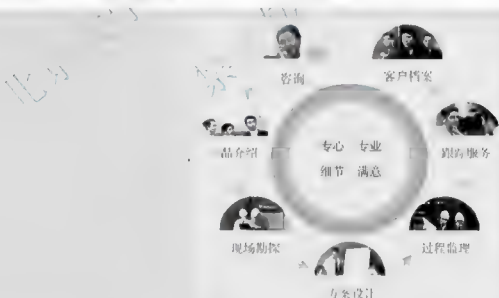 咨询
客户档案
品介绍
跟踪服务
专心 专业
细节 满意
现场勘探
过程监理
方案设计